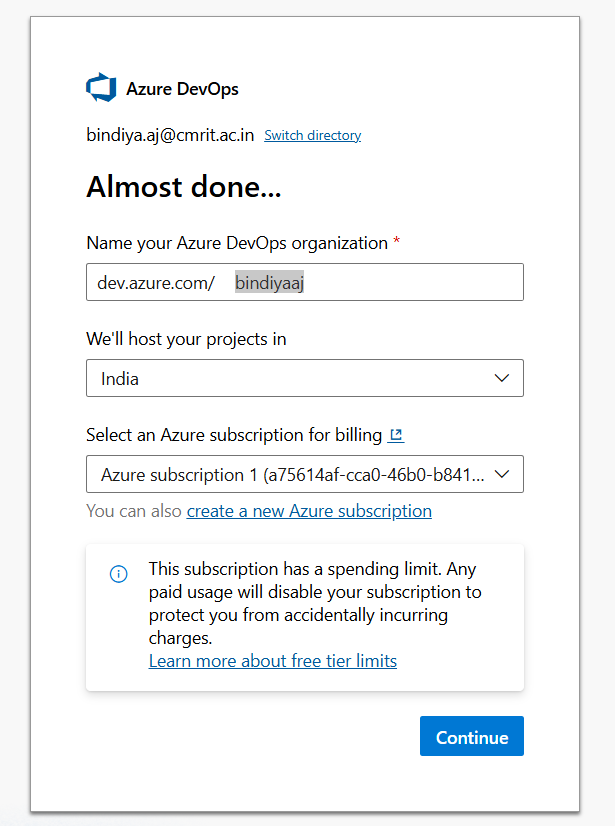 Azure DevOps
bindiya.aj@cmrit.ac.in Switch directory
Almost done...
Name your Azure DevOps organization *
dev.azure.com/ bindiyaaj
We'll host your projects in
India
Select an Azure subscription for billing
Azure subscription 1 (a75614af-cca0-46b0-b841...
You can also create a new Azure subscription
This subscription has a spending limit. Any
paid usage will disable your subscription to
protect you from accidentally incurring
charges.
Learn more about free tier limits
Continue